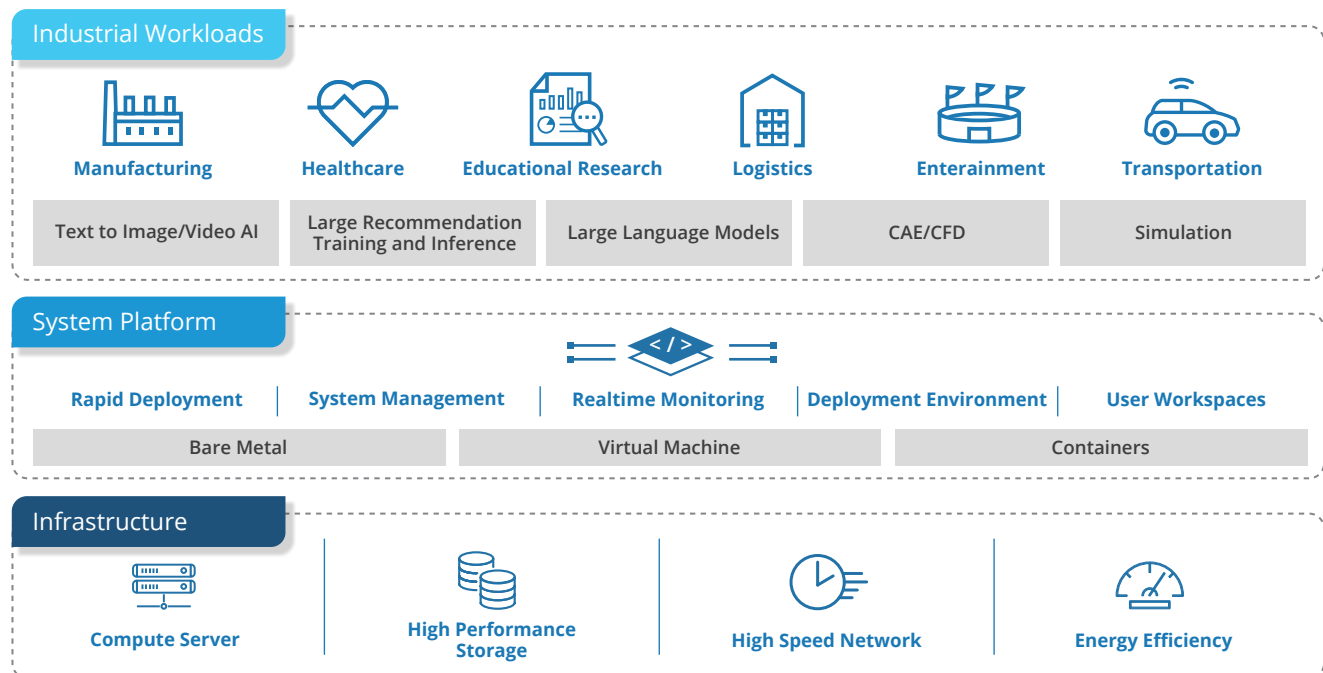 Industrial Workloads
Manufacturing
Healthcare
Educational Research
Logistics
Enterainment
Transportation
Text to Image/Video AI
Large Recommendation
Training and Inference
Large Language Models
CAE/CFD
Simulation
System Platform
< / >
Rapid Deployment
System Management
Realtime Monitoring
Deployment Environment
User Workspaces
Bare Metal
Virtual Machine
Containers
Infrastructure
Compute Server
High Performance
Storage
High Speed Network
Energy Efficiency